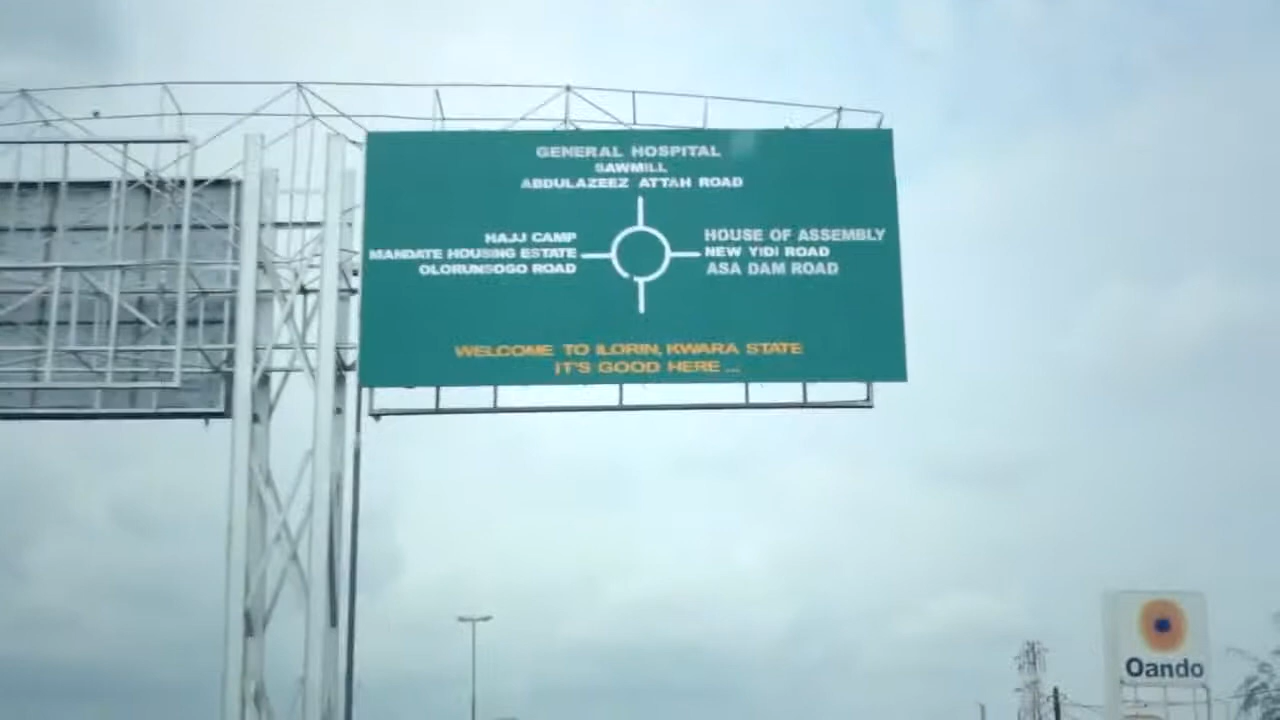 GENERAL HOSPITAL
SAWMILL
ABDULAZEEZ ATTAH ROAD
HAJJ CAMP
MANDATE HOUSING ESTATE
OLORUNSOGO ROAD
HOUSE OF ASSEMBLY
NEW YIDI ROAD
ASA DAM ROAD
WELCOME TO ILORIN, KWARA STATE
IT'S GOOD HERE ...
Oando